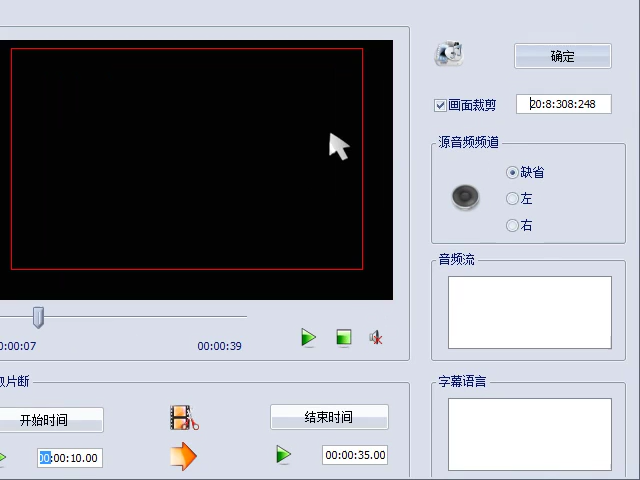 确定
画面裁剪
20:8:308:248
源音频频道
缺省
左
右
音频流
0:00:07
00:00:39
片断
开始时间
结束时间
字幕语言
00:00:10.00
00:00:35.00